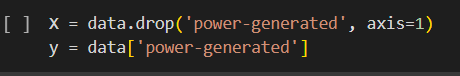 [ ] X = data.drop('power-generated', axis=1)
y = data['power-generated']